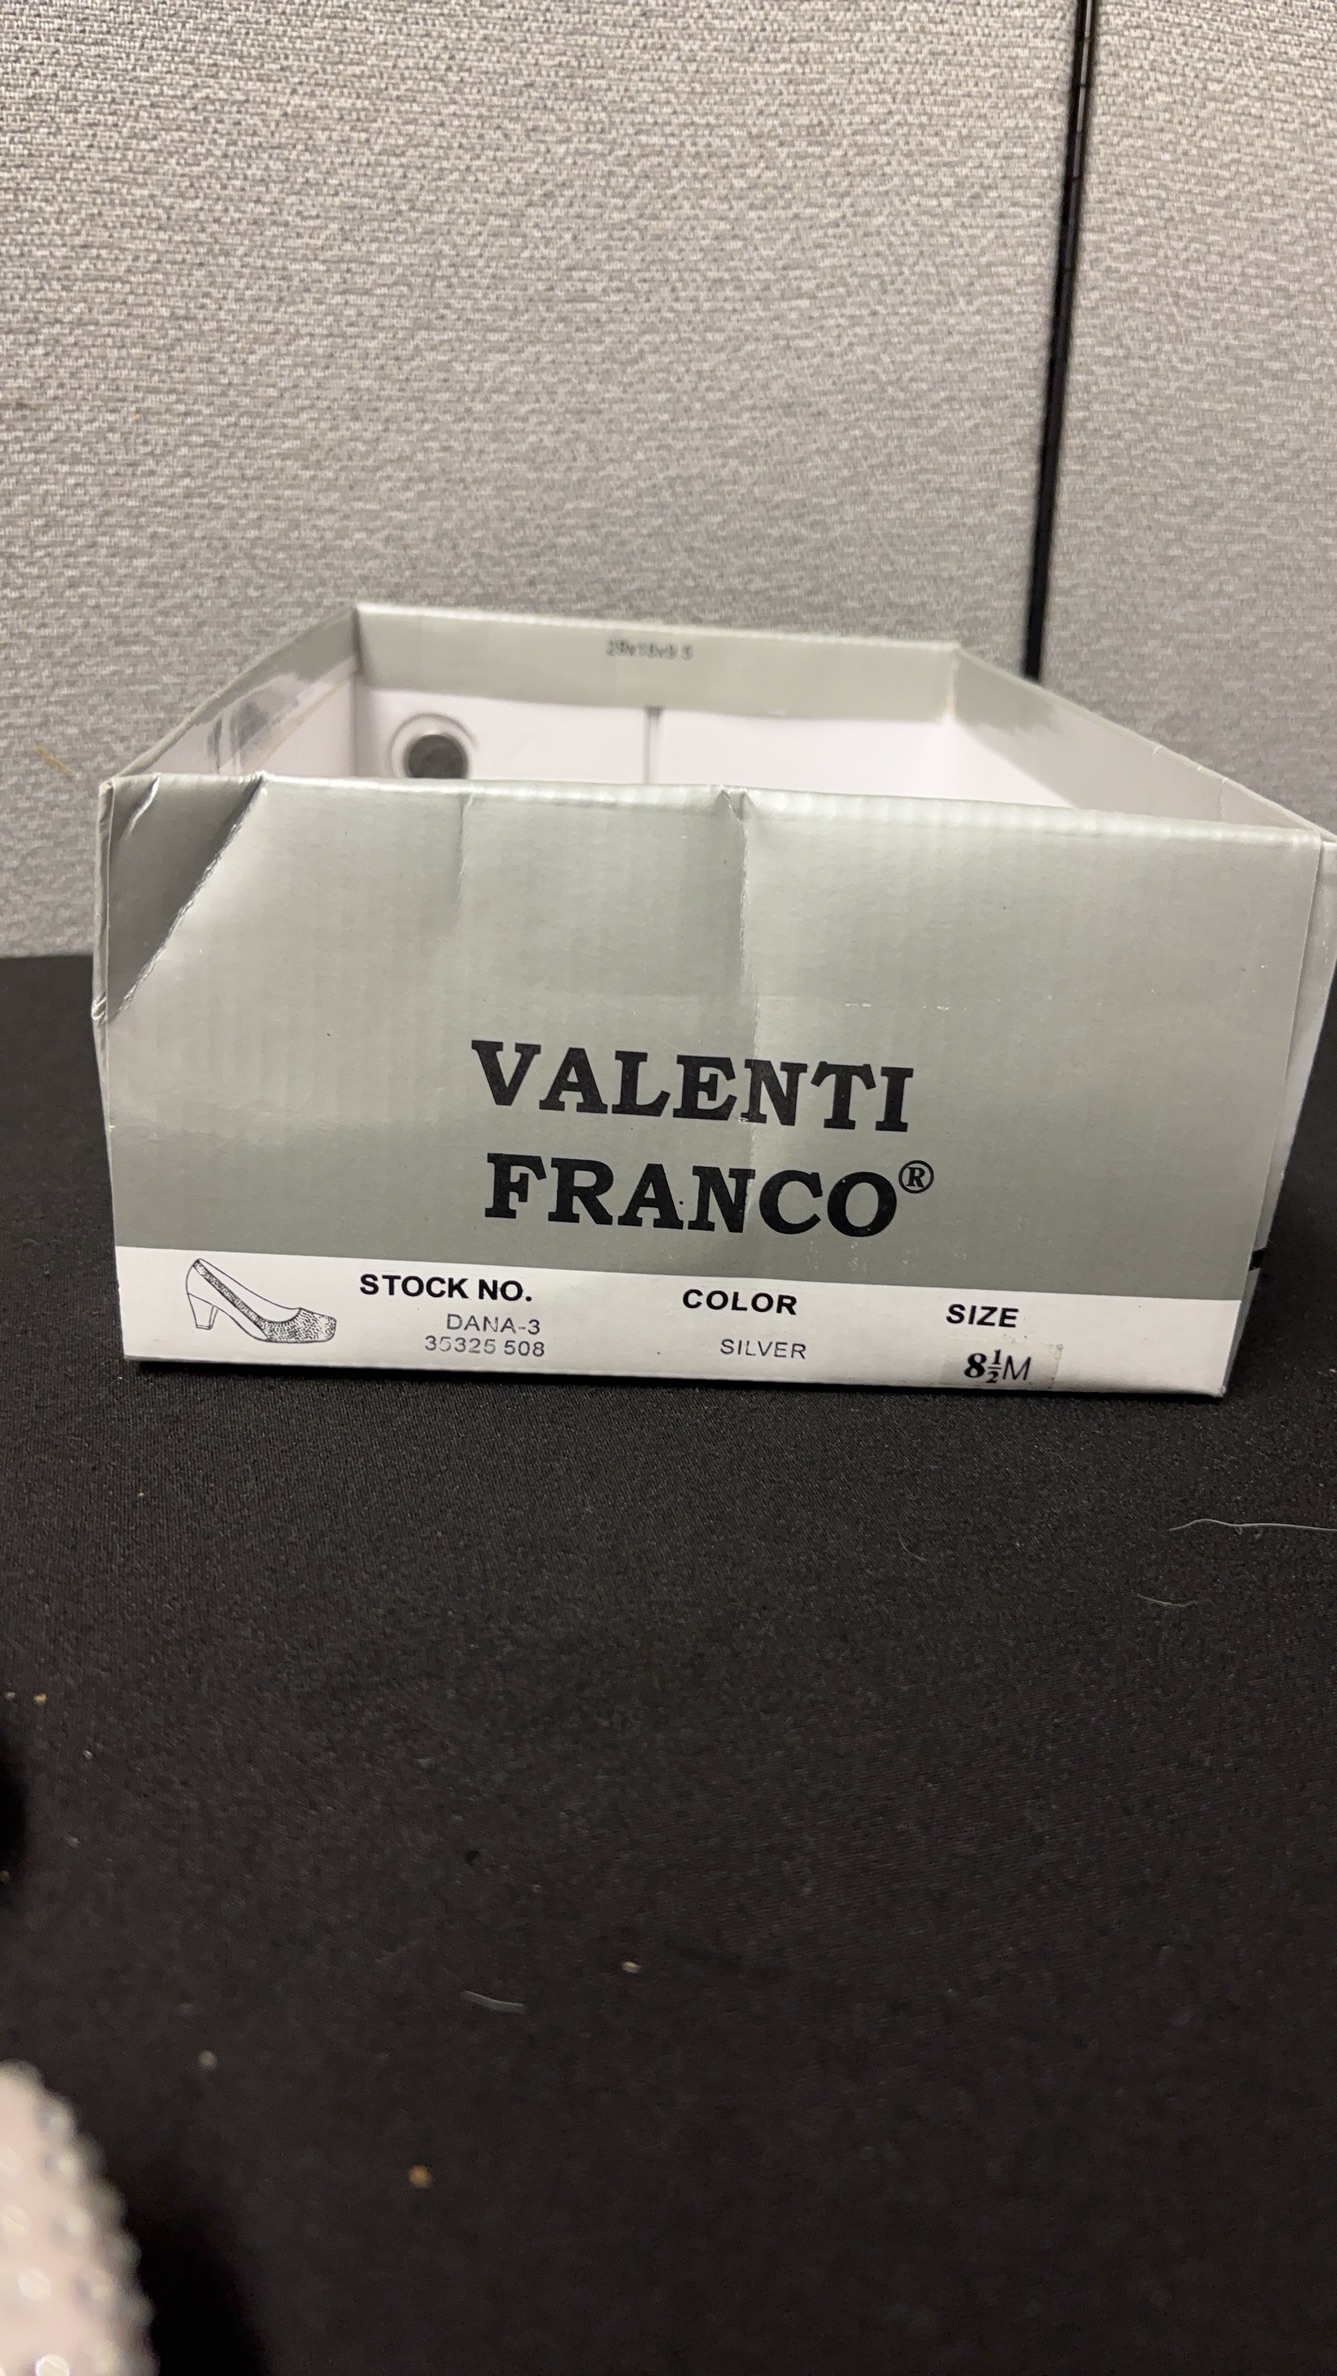 VALENTI
FRANCO®
STOCK NO. COLOR SIZE
DANA-3
35325 508 SILVER 8½M